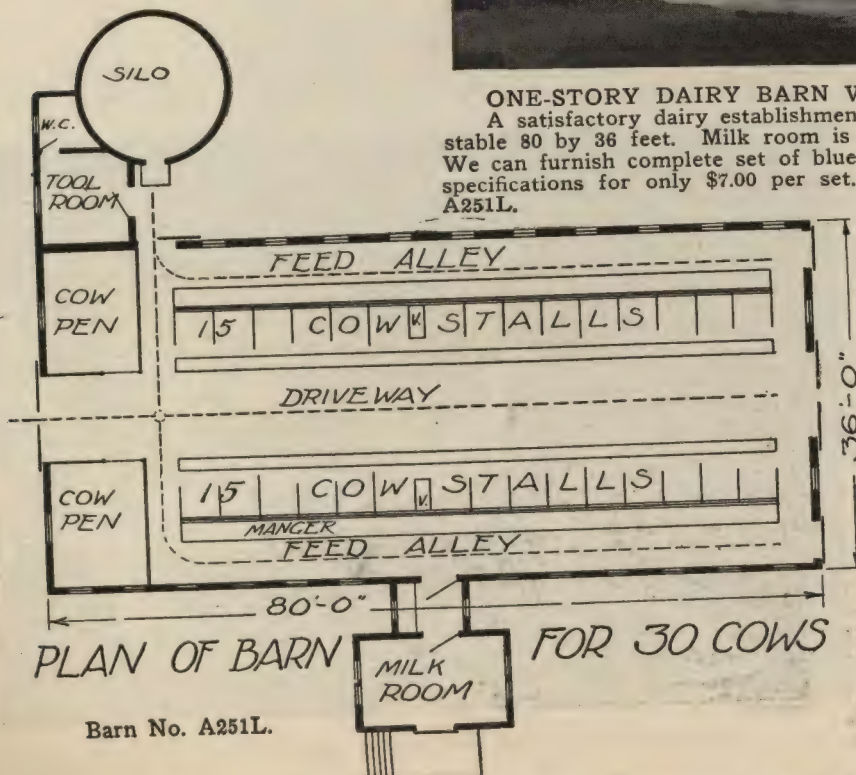 ONE-STORY DAIRY BARN
A satisfactory dairy
stable 80 by 36 feet. Milk room is
We can furnish complete set of
specifications for only $7.00 per set.
A251L.
SILO
W.C.
TOOL
ROOM
FEED ALLEY
COW
PEN
15 COW V. STALLS
DRIVEWAY
36'-0"
COW
PEN
15 COW V. STALLS
MANGER
FEED ALLEY
80'-0"
PLAN OF BARN FOR 30 COWS
MILK
ROOM
Barn No. A251L.